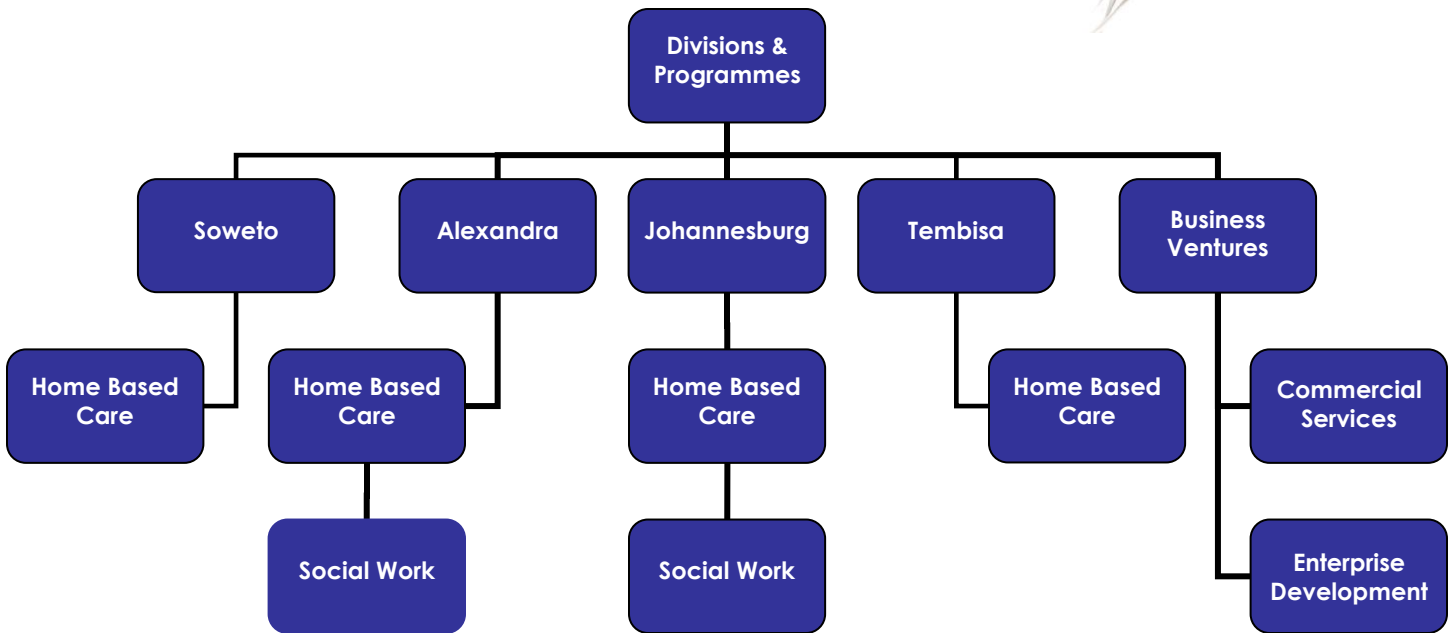 Divisions &
Programmes
Soweto
Alexandra
Johannesburg
Tembisa
Business
Ventures
Home Based
Care
Home Based
Care
Home Based
Care
Home Based
Care
Commercial
Services
Social Work
Social Work
Enterprise
Development